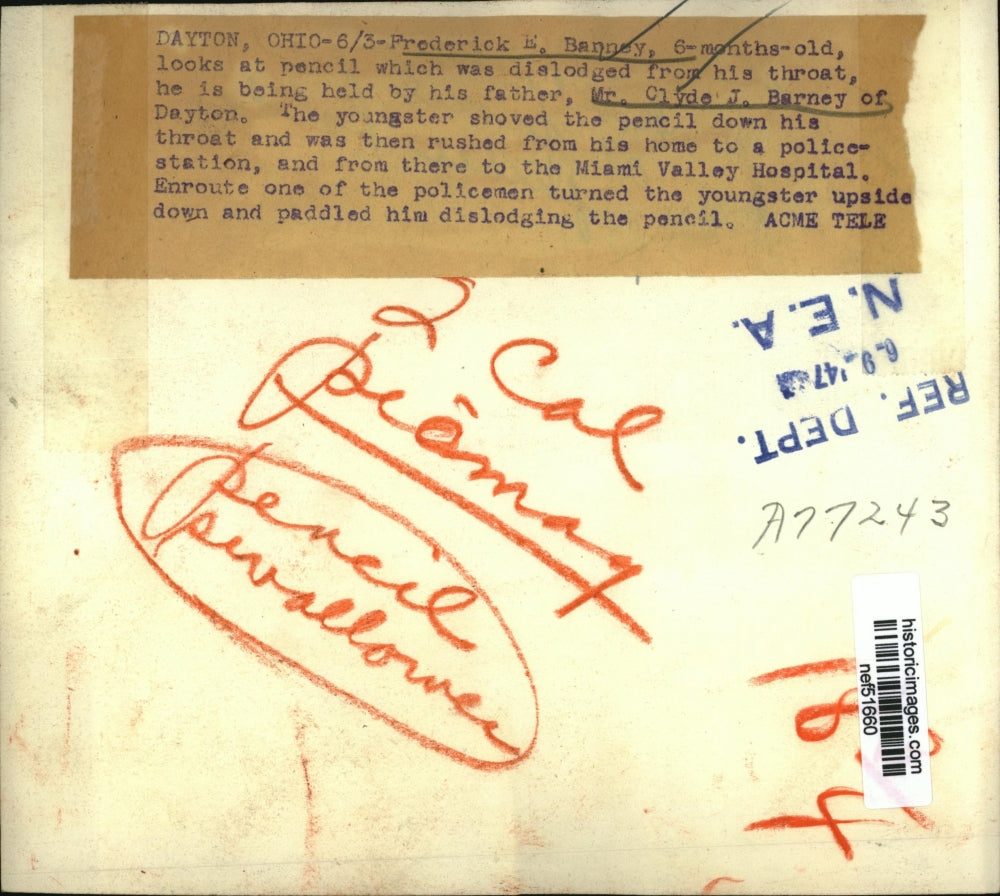 DAYTON, OHIO-6/3-Frederick E. Barney, 6-months-old,
looks at pencil which was dislodged from his throat,
he is being held by his father, Mr. Clyde J. Barney of
Dayton. The youngster shoved the pencil down his
throat and was then rushed from his home to a police-
station, and from there to the Miami Valley Hospital.
Enroute one of the policemen turned the youngster upside
down and paddled him dislodging the pencil. ACME TELE
N.E.A.
6-9-'47
REF. DEPT.
2 Cal
pencil
swallower
A77243
historicimages.com
nef51660